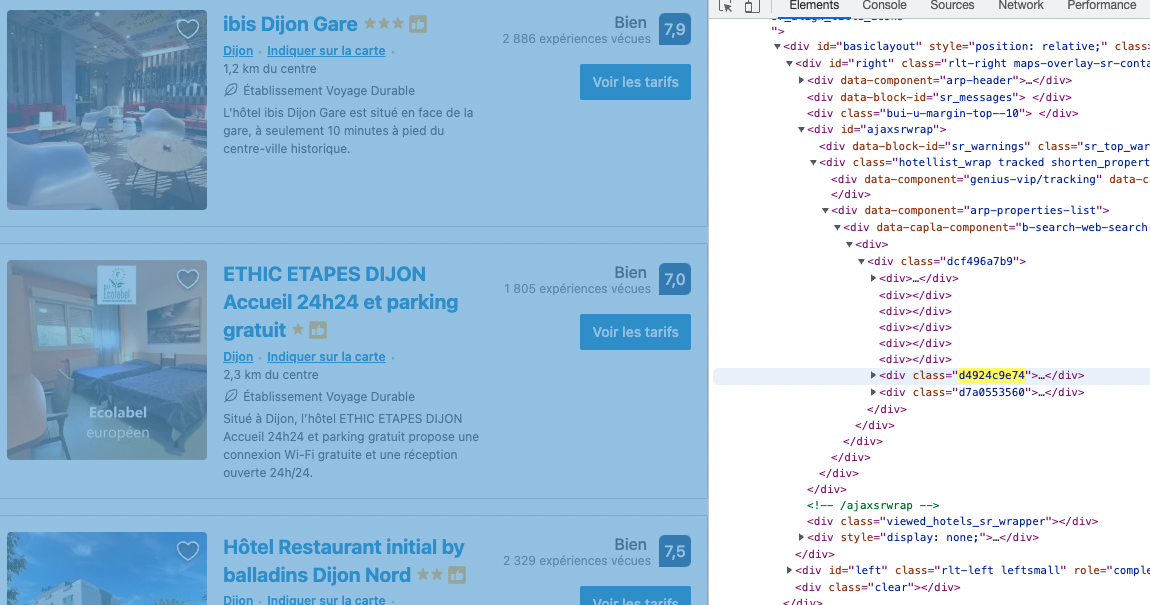 ibis Dijon Gare
Bien
2 886 expériences vécues
7,9
Dijon · Indiquer sur la carte ·
1,2 km du centre
Établissement Voyage Durable
L'hôtel ibis Dijon Gare est situé en face de la
gare, à seulement 10 minutes à pied du
centre-ville historique.
Voir les tarifs
Ecolabel
Ecolabel
européen
ETHIC ETAPES DIJON
Accueil 24h24 et parking
gratuit
Bien
1 805 expériences vécues
7,0
Dijon · Indiquer sur la carte ·
2,3 km du centre
Établissement Voyage Durable
Situé à Dijon, l'hôtel ETHIC ETAPES DIJON
Accueil 24h24 et parking gratuit propose une
connexion Wi-Fi gratuite et une réception
ouverte 24h/24.
Voir les tarifs
Hôtel Restaurant initial by
balladins Dijon Nord
Bien
2 329 expériences vécues
7,5
Dijon · Indiquer sur la carte ·
Voir les tarifs
Elements Console Sources Network Performance
">
<div id="basiclayout" style="position: relative;" class
<div id="right" class="rlt-right maps-overlay-sr-conta
<div data-component="arp-header">…</div>
<div data-block-id="sr_messages"> </div>
<div class="bui-u-margin-top--10"> </div>
<div id="ajaxsrwrap">
<div data-block-id="sr_warnings" class="sr_top_war
<div class="hotellist_wrap tracked shorten_propert
<div data-component="genius-vip/tracking" data-c
</div>
<div data-component="arp-properties-list">
<div data-capla-component="b-search-web-search
<div>
<div class="dcf496a7b9">
<div>…</div>
<div></div>
<div></div>
<div></div>
<div></div>
<div></div>
<div class="d4924c9e74">…</div>
<div class="d7a0553560">…</div>
</div>
</div>
</div>
</div>
</div>
</div>
<!-- /ajaxsrwrap -->
<div class="viewed_hotels_sr_wrapper"></div>
<div style="display: none;">…</div>
</div>
<div id="left" class="rlt-left leftsmall" role="comple
<div class="clear"></div>
</div>